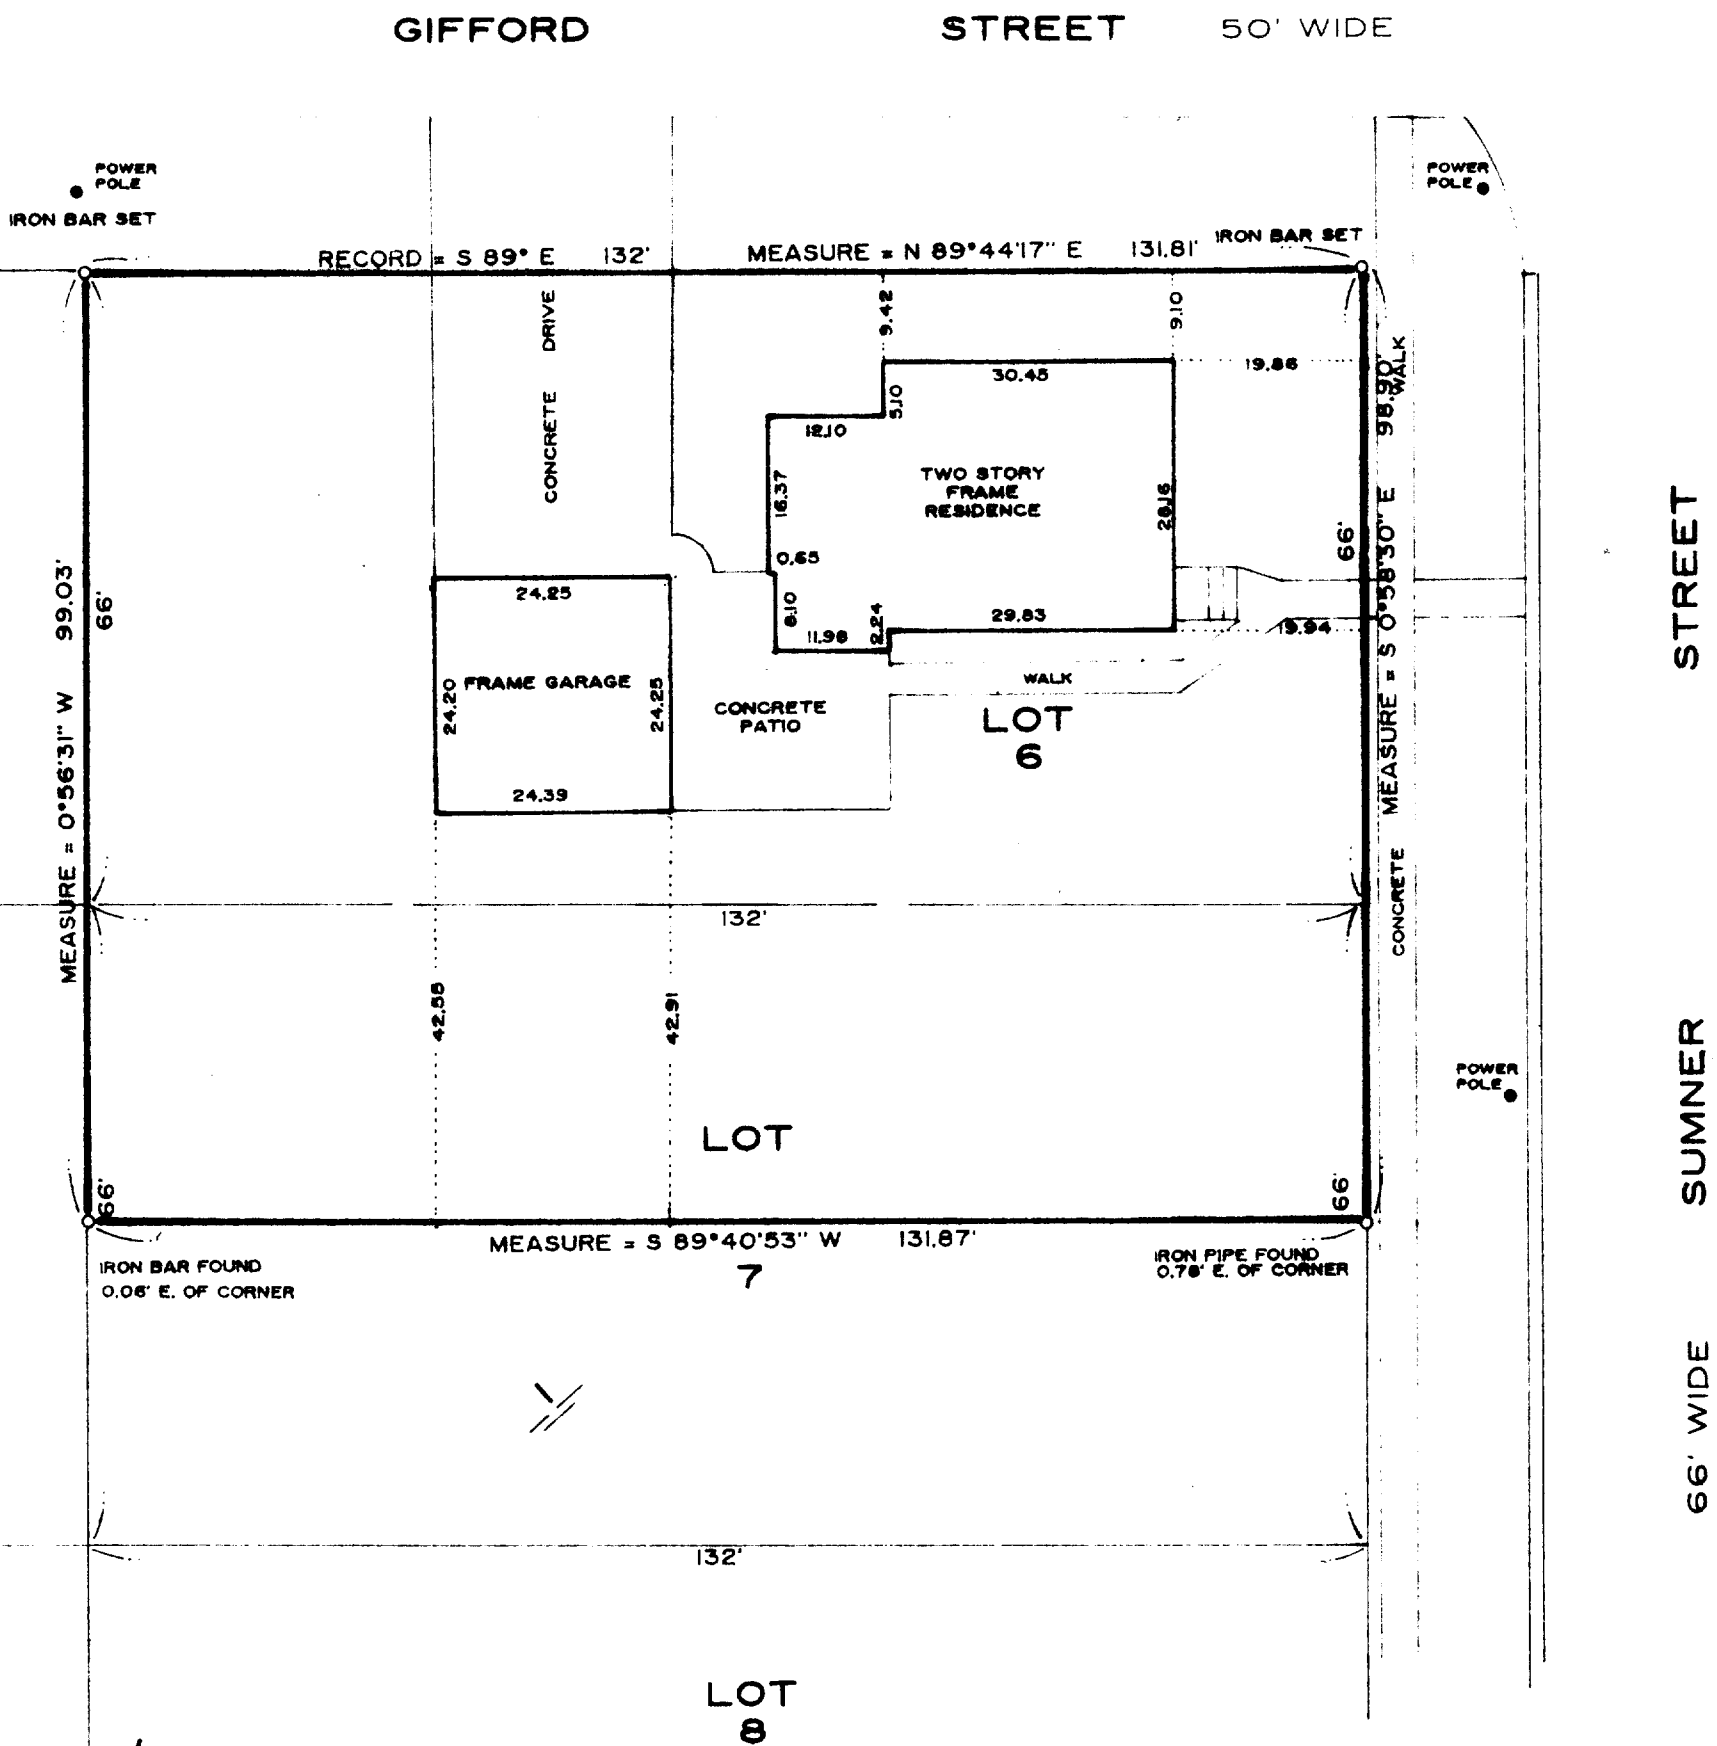 GIFFORD STREET 50' WIDE
POWER
POLE
IRON BAR SET
POWER
POLE
IRON BAR SET
RECORD = S 89° E 132'
MEASURE = N 89°44'17" E 131.81'
CONCRETE DRIVE
9.42
9.10
30.45
19.86
5.10
12.10
16.37
TWO STORY
FRAME
RESIDENCE
28.16
0.65
8.10
11.98
2.24
29.83
19.94
WALK
24.25
FRAME GARAGE
24.20
24.25
24.39
CONCRETE
PATIO
LOT
6
MEASURE = 0°56'31" W 99.03'
66'
66'
MEASURE = S 0°58'30" E 98.90'
CONCRETE WALK
132'
42.58
42.91
LOT
66'
66'
MEASURE = S 89°40'53" W 131.87'
7
IRON BAR FOUND
0.06' E. OF CORNER
IRON PIPE FOUND
0.78' E. OF CORNER
POWER
POLE
132'
LOT
8
66' WIDE SUMNER STREET